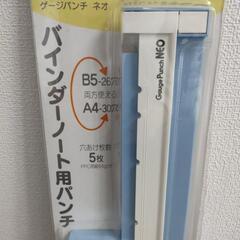 ゲージパンチ ネオ
バインダーノート用パンチ
B5-26穴
両方使える
A4-30穴
穴あけ枚数
5枚
Gauge Punch NEO